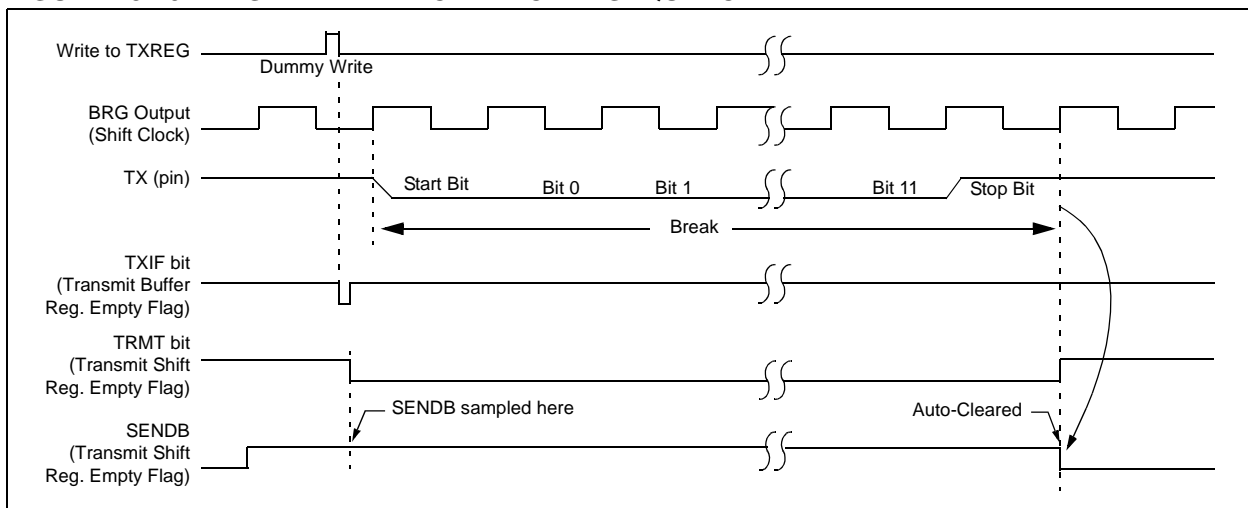 Write to TXREG
Dummy Write
BRG Output
(Shift Clock)
TX (pin)
Start Bit
Bit 0
Bit 1
Bit 11
Stop Bit
Break
TXIF bit
(Transmit Buffer
Reg. Empty Flag)
TRMT bit
(Transmit Shift
Reg. Empty Flag)
SENDB sampled here
Auto-Cleared
SENDB
(Transmit Shift
Reg. Empty Flag)